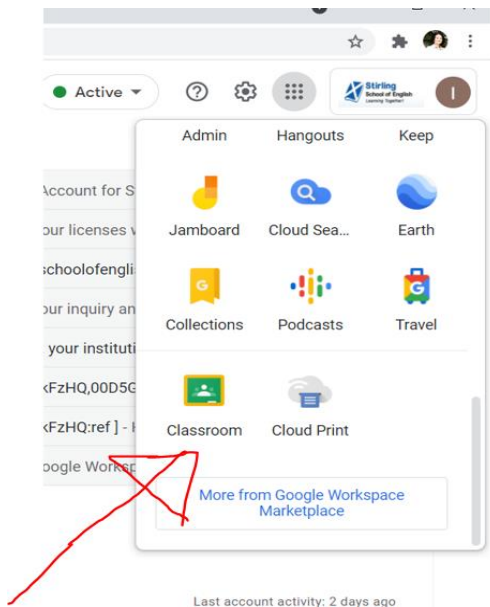 Active
Stirling
School of English
Learning Together
I
Admin Hangouts Keep
Account for S
Jamboard Cloud Sea... Earth
our licenses
schoolofengli
Collections Podcasts Travel
our inquiry an
your instituti
kFzHQ,00D5G
Classroom Cloud Print
kFzHQ:ref ] -
oogle Worksp
More from Google Workspace
Marketplace
Last account activity: 2 days ago